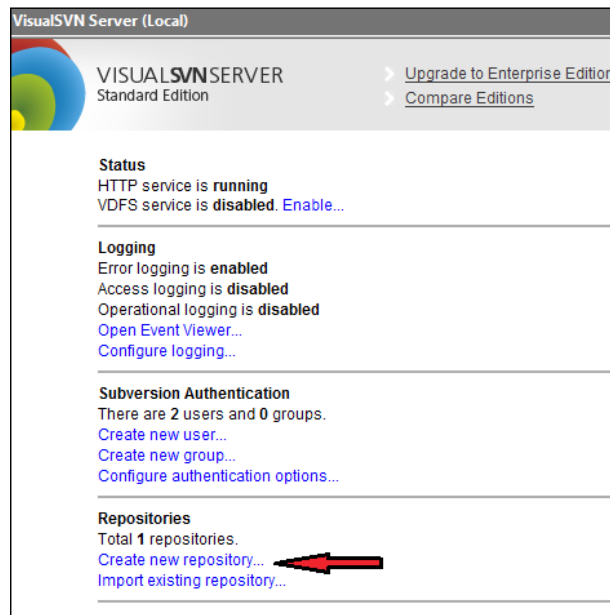 VisualSVN Server (Local)
VISUALSVNSERVER
Standard Edition
Upgrade to Enterprise Edition
Compare Editions
Status
HTTP service is running
VDFS service is disabled. Enable...
Logging
Error logging is enabled
Access logging is disabled
Operational logging is disabled
Open Event Viewer...
Configure logging...
Subversion Authentication
There are 2 users and 0 groups.
Create new user...
Create new group...
Configure authentication options...
Repositories
Total 1 repositories.
Create new repository...
Import existing repository...